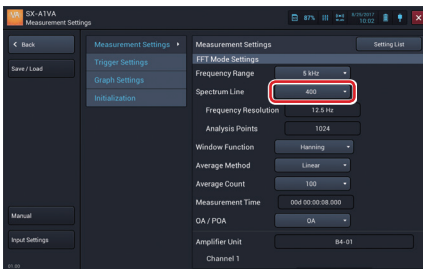 SX-A1VA
Measurement Settings
87%
8/25/2017
10:02
Back
Save / Load
Manual
Input Settings
Measurement Settings
Trigger Settings
Graph Settings
Initialization
Measurement Settings Setting List
FFT Mode Settings
Frequency Range 5 kHz
Spectrum Line 400
Frequency Resolution 12.5 Hz
Analysis Points 1024
Window Function Hanning
Average Method Linear
Average Count 100
Measurement Time 00d 00:00:08.000
OA / POA OA
Amplifier Unit B4-01
Channel 1